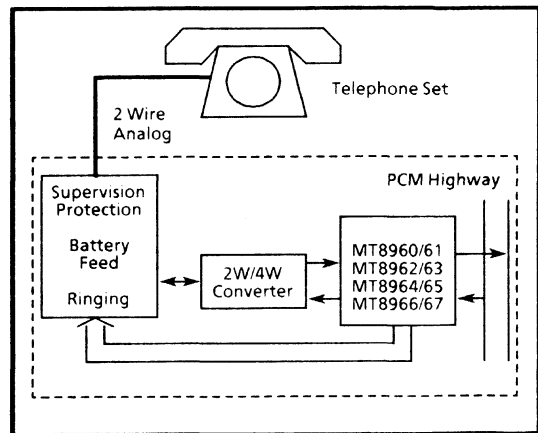 Telephone Set
2 Wire
Analog
PCM Highway
Supervision
Protection
Battery
Feed
Ringing
2W/4W
Converter
MT8960/61
MT8962/63
MT8964/65
MT8966/67